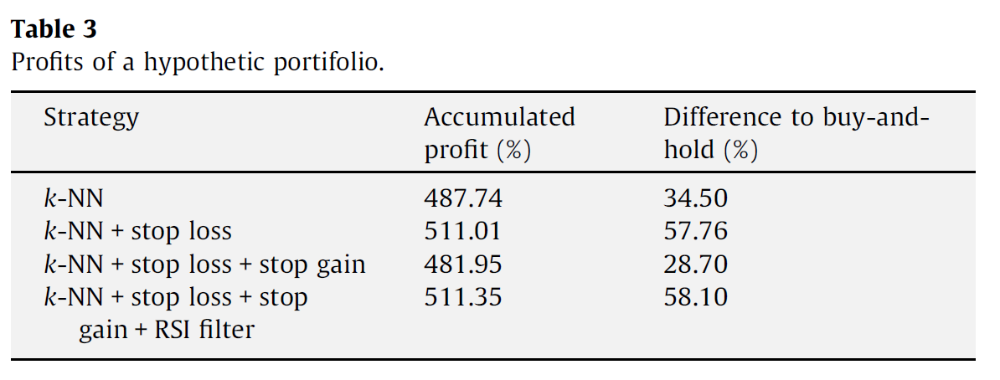 Table 3
Profits of a hypothetic portifolio.
Strategy Accumulated profit (%) Difference to buy-and-hold (%)
k-NN 487.74 34.50
k-NN + stop loss 511.01 57.76
k-NN + stop loss + stop gain 481.95 28.70
k-NN + stop loss + stop 511.35 58.10
gain + RSI filter